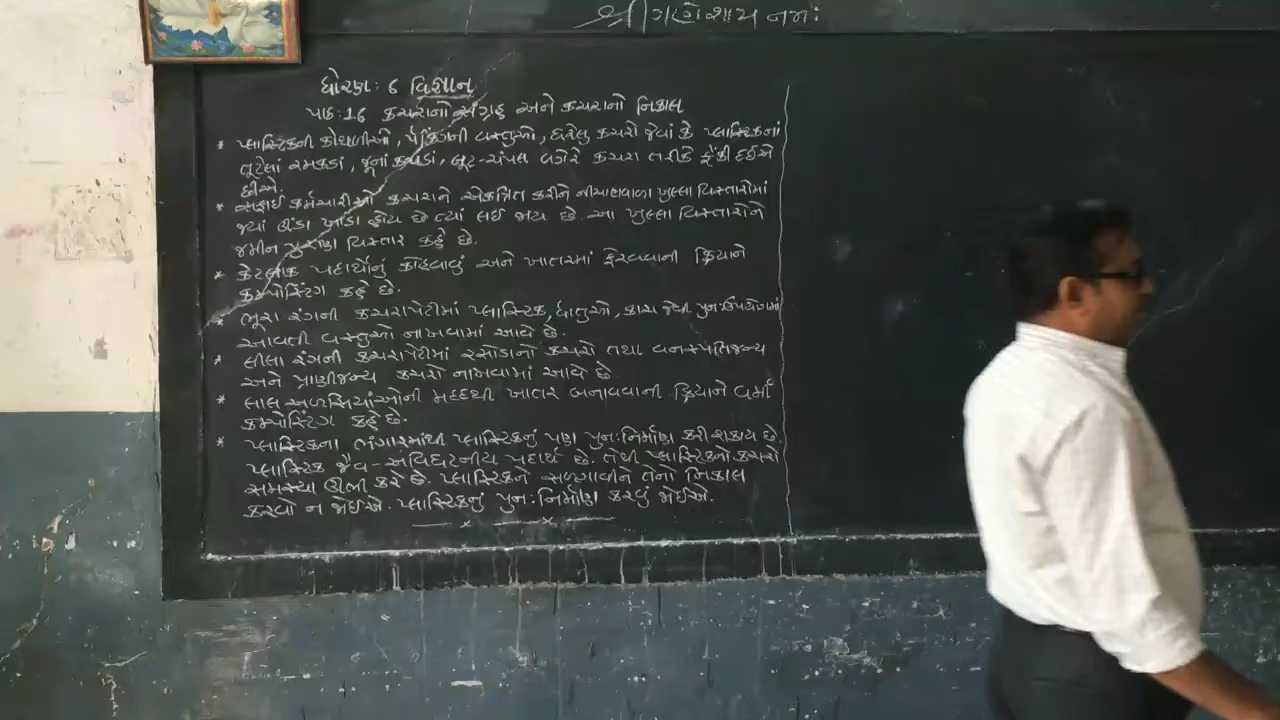 શ્રી ગણેશાય નમઃ
ધોરણ: ૬ વિજ્ઞાન
પાઠ: 16 કચરાનો સંગ્રહ અને કચરાનો નિકાલ
* પ્લાસ્ટિકની કોથળીઓ, પેકિંગની વસ્તુઓ, ઘરેલુ કચરો જેવાં કે પ્લાસ્ટિકનાં
તૂટેલાં રમકડાં, જૂનાં કપડાં, બૂટ-ચંપલ વગેરે કચરા તરીકે ફેંકી દઈએ
છીએ.
* સફાઈ કર્મચારીઓ કચરાને એકત્રિત કરીને નીચાણવાળા ખુલ્લા વિસ્તારોમાં
જ્યાં ઊંડા ખાડા હોય છે ત્યાં લઈ જાય છે. આ ખુલ્લા વિસ્તારોને
જમીન પુરાણ વિસ્તાર કહે છે.
* કેટલાક પદાર્થોનું કોહવાવું અને ખાતરમાં ફેરવવાની ક્રિયાને
કમ્પોસ્ટિંગ કહે છે.
* ભૂરા રંગની કચરાપેટીમાં પ્લાસ્ટિક, ધાતુઓ, કાચ જેવી પુન:ઉપયોગમાં
આવતી વસ્તુઓ નાખવામાં આવે છે.
* લીલા રંગની કચરાપેટીમાં રસોડાનો કચરો તથા વનસ્પતિજન્ય
અને પ્રાણીજન્ય કચરો નાખવામાં આવે છે.
* લાલ અળસિયાંઓની મદદથી ખાતર બનાવવાની ક્રિયાને વર્મી
કમ્પોસ્ટિંગ કહે છે.
* પ્લાસ્ટિકના ભંગારમાંથી પ્લાસ્ટિકનું પણ પુન:નિર્માણ કરી શકાય છે.
પ્લાસ્ટિક જૈવ-અવિઘટનીય પદાર્થ છે. તેથી પ્લાસ્ટિકનો કચરો
સમસ્યા ઊભી કરે છે. પ્લાસ્ટિકને સળગાવીને તેનો નિકાલ
કરવો ન જોઈએ. પ્લાસ્ટિકનું પુન:નિર્માણ કરવું જોઈએ.